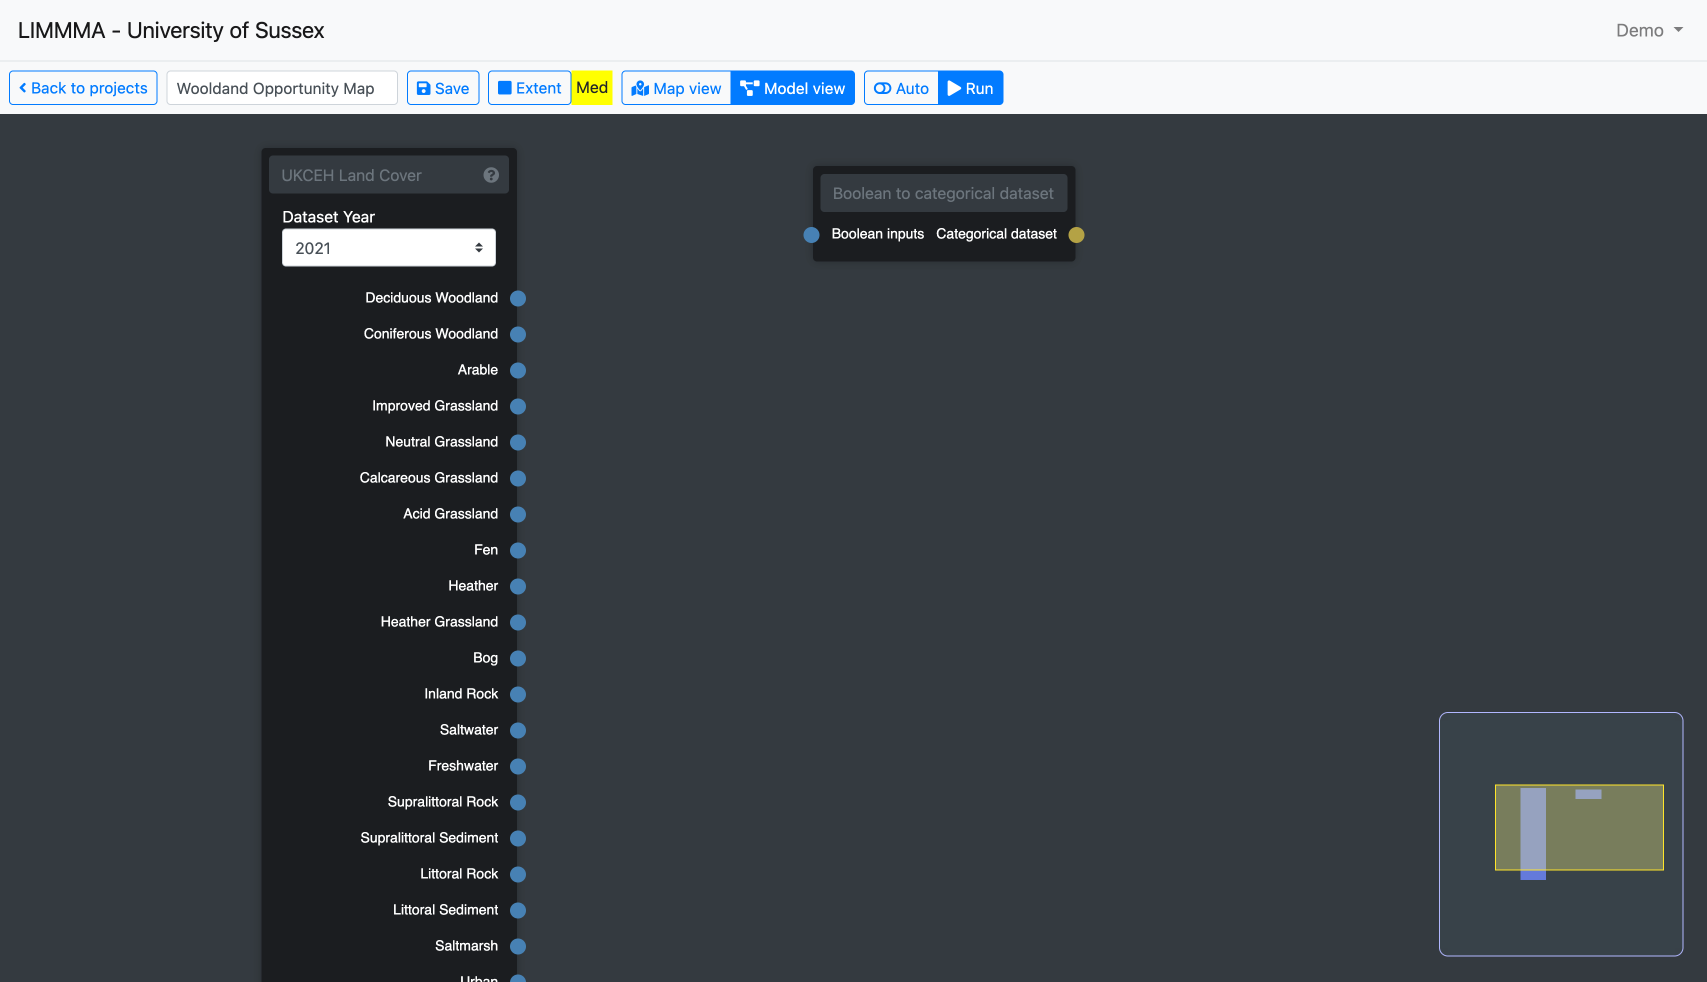 LIMMMA - University of Sussex
Demo
Back to projects
Wooldand Opportunity Map
Save
Extent
Med
Map view
Model view
Auto
Run
UKCEH Land Cover
Dataset Year
2021
Deciduous Woodland
Coniferous Woodland
Arable
Improved Grassland
Neutral Grassland
Calcareous Grassland
Acid Grassland
Fen
Heather
Heather Grassland
Bog
Inland Rock
Saltwater
Freshwater
Supralittoral Rock
Supralittoral Sediment
Littoral Rock
Littoral Sediment
Saltmarsh
Urban
Boolean to categorical dataset
Boolean inputs
Categorical dataset